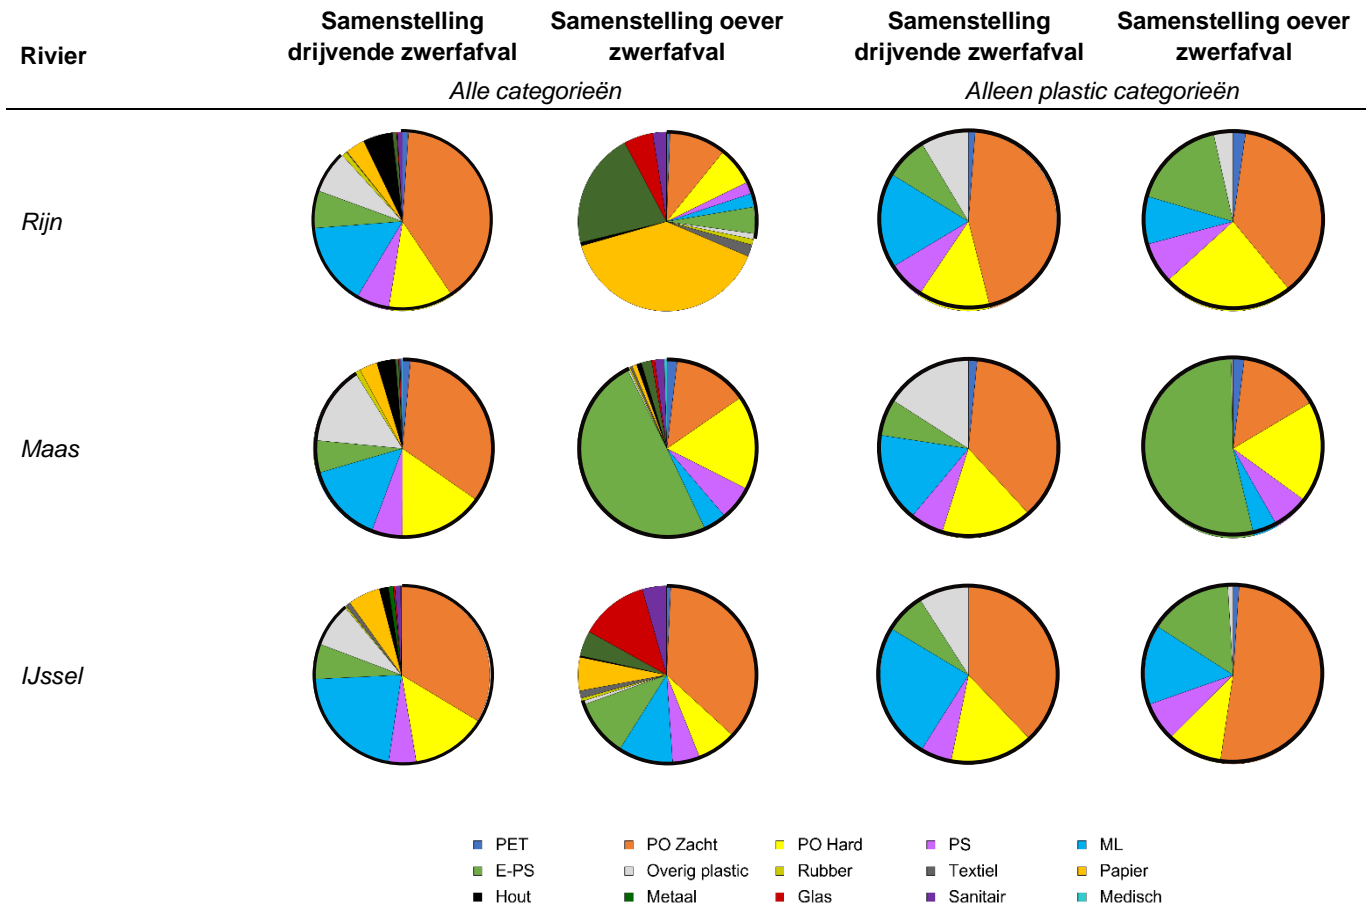 Rivier
Samenstelling
drijvende zwerfafval
Samenstelling oever
zwerfafval
Samenstelling
drijvende zwerfafval
Samenstelling oever
zwerfafval
Alle categorieën
Alleen plastic categorieën
Rijn
Maas
IJssel
PET
PO Zacht
PO Hard
PS
ML
E-PS
Overig plastic
Rubber
Textiel
Papier
Hout
Metaal
Glas
Sanitair
Medisch